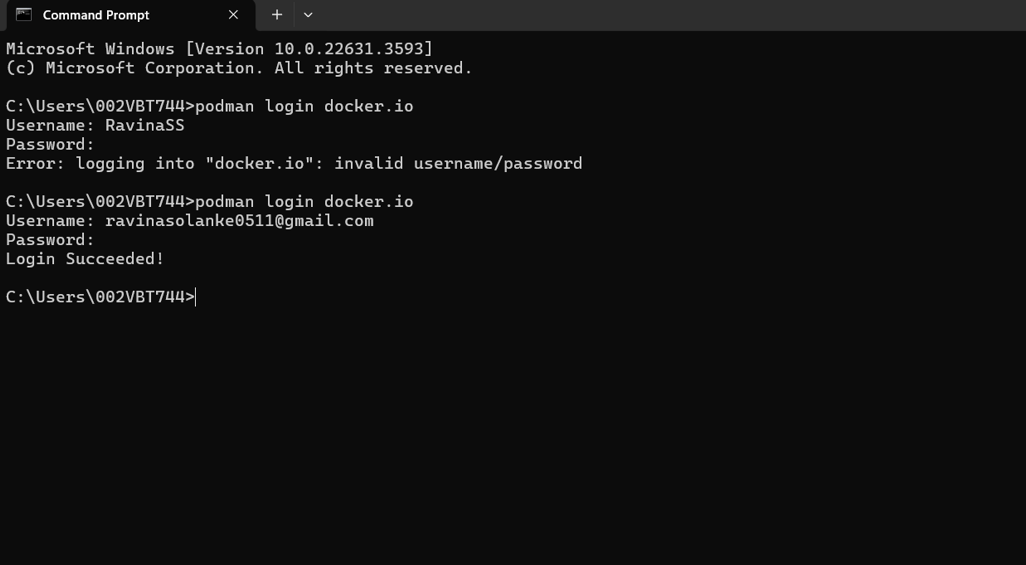 Command Prompt
Microsoft Windows [Version 10.0.22631.3593]
(c) Microsoft Corporation. All rights reserved.
C:\Users\002VBT744>podman login docker.io
Username: RavinaSS
Password:
Error: logging into "docker.io": invalid username/password
C:\Users\002VBT744>podman login docker.io
Username: ravinasolanke0511@gmail.com
Password:
Login Succeeded!
C:\Users\002VBT744>